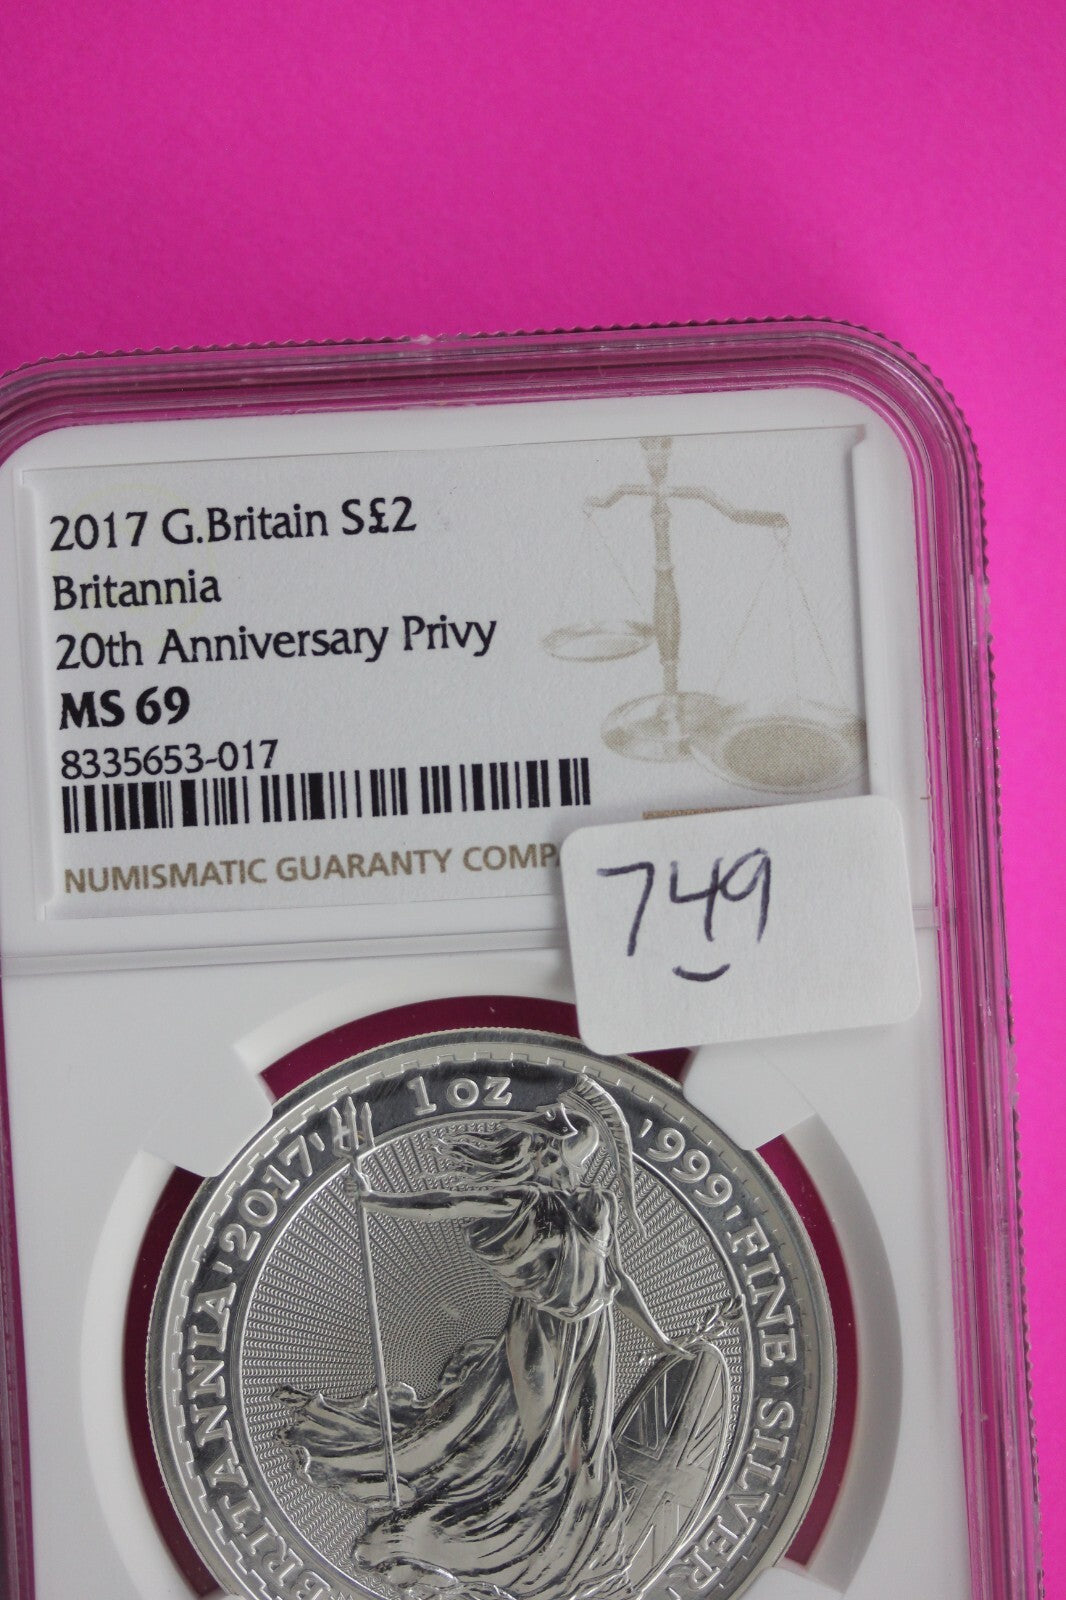 2017 G.Britain S£2
Britannia
20th Anniversary Privy
MS 69
8335653-017
NUMISMATIC GUARANTY COMP
749
BRITANNIA · 2017 · 1 OZ · 999 · FINE · SILVER